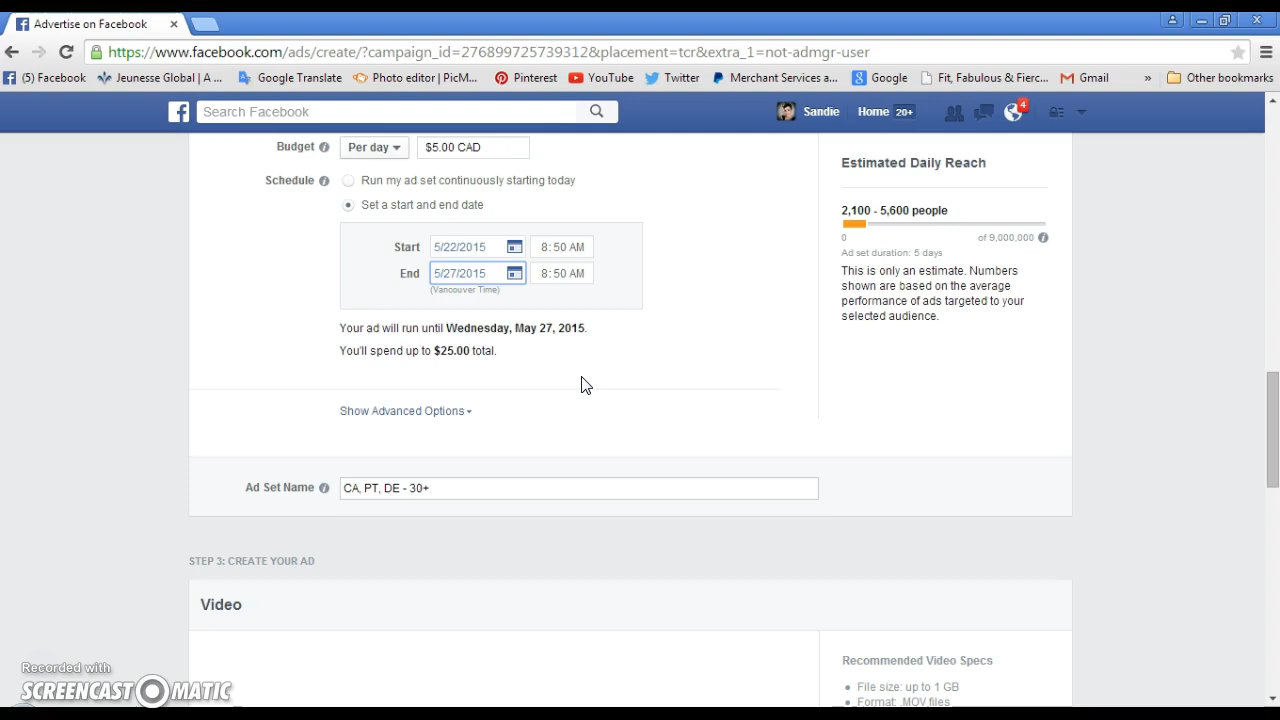 Advertise on Facebook
https://www.facebook.com/ads/create/?campaign_id=276899725739312&placement=tcr&extra_1=not-admgr-user
(5) Facebook Jeunesse Global | A ... Google Translate Photo editor | PicM... Pinterest YouTube Twitter Merchant Services a... Google Fit, Fabulous & Fierc... Gmail » Other bookmarks
Search Facebook Sandie Home 20+ 4
Budget Per day $5.00 CAD
Schedule Run my ad set continuously starting today
Set a start and end date
Start 5/22/2015 8:50 AM
End 5/27/2015 8:50 AM
(Vancouver Time)
Your ad will run until Wednesday, May 27, 2015.
You'll spend up to $25.00 total.
Show Advanced Options
Estimated Daily Reach
2,100 - 5,600 people
0 of 9,000,000
Ad set duration: 5 days
This is only an estimate. Numbers
shown are based on the average
performance of ads targeted to your
selected audience.
Ad Set Name CA, PT, DE - 30+
STEP 3: CREATE YOUR AD
Video
Recommended Video Specs
File size: up to 1 GB
Format: .MOV files
Recorded with
SCREENCAST O MATIC